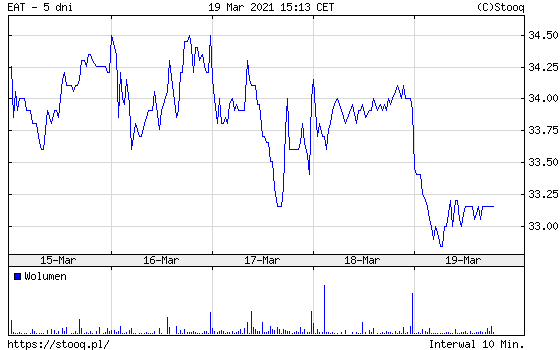 EAT - 5 dni 19 Mar 2021 15:13 CET (C)Stooq
34.50
34.25
34.00
33.75
33.50
33.25
33.00
15-Mar 16-Mar 17-Mar 18-Mar 19-Mar
Wolumen
https://stooq.pl/ Interwal 10 Min.